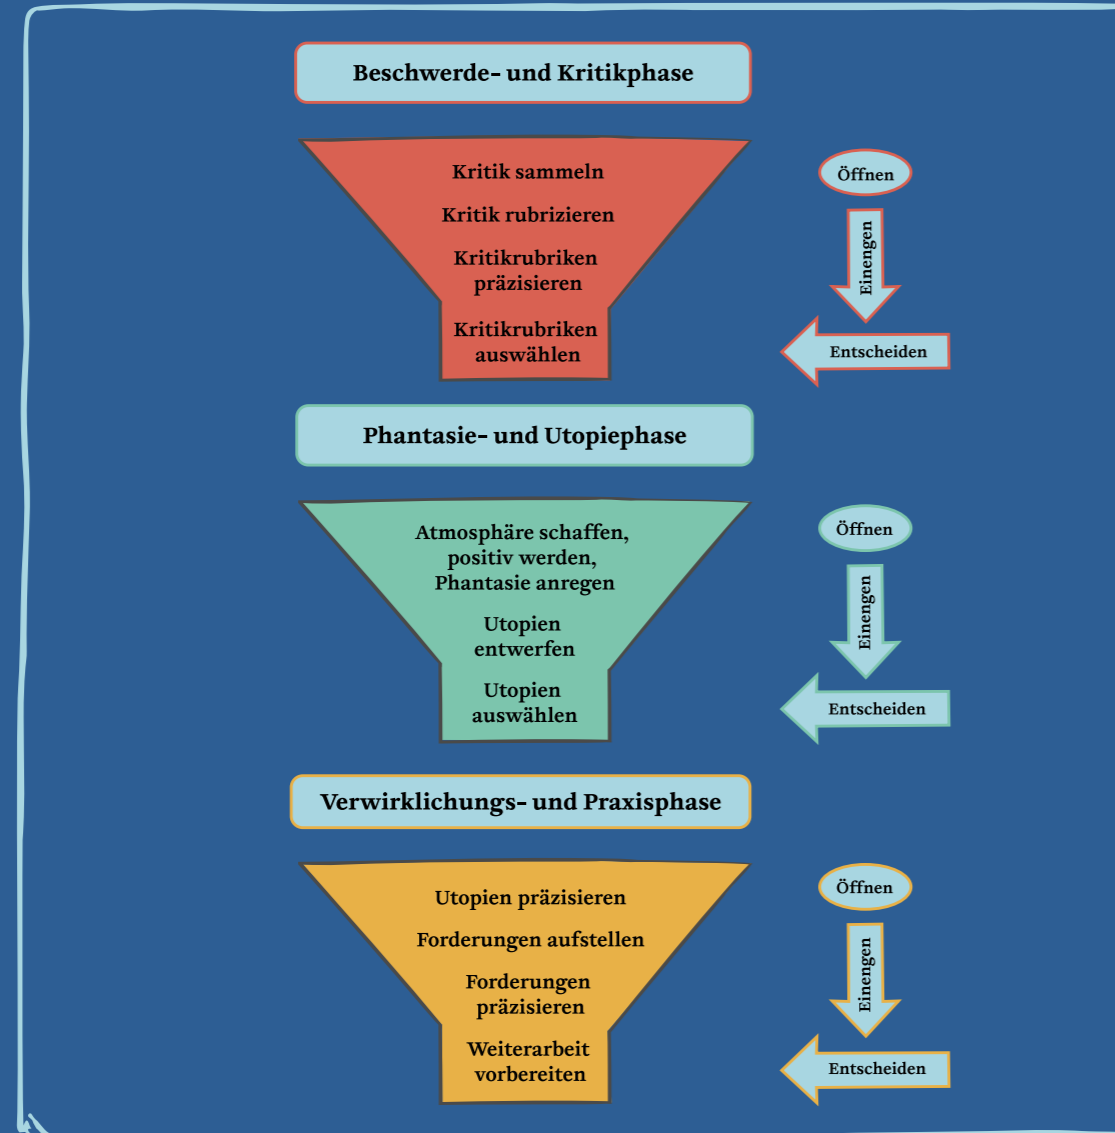 Beschwerde- und Kritikphase
Kritik sammeln
Kritik rubrizieren
Kritikrubriken
präzisieren
Kritikrubriken
auswählen
Öffnen
Einengen
Entscheiden
Phantasie- und Utopiephase
Atmosphäre schaffen,
positiv werden,
Phantasie anregen
Utopien
entwerfen
Utopien
auswählen
Öffnen
Einengen
Entscheiden
Verwirklichungs- und Praxisphase
Utopien präzisieren
Forderungen aufstellen
Forderungen
präzisieren
Weiterarbeit
vorbereiten
Öffnen
Einengen
Entscheiden